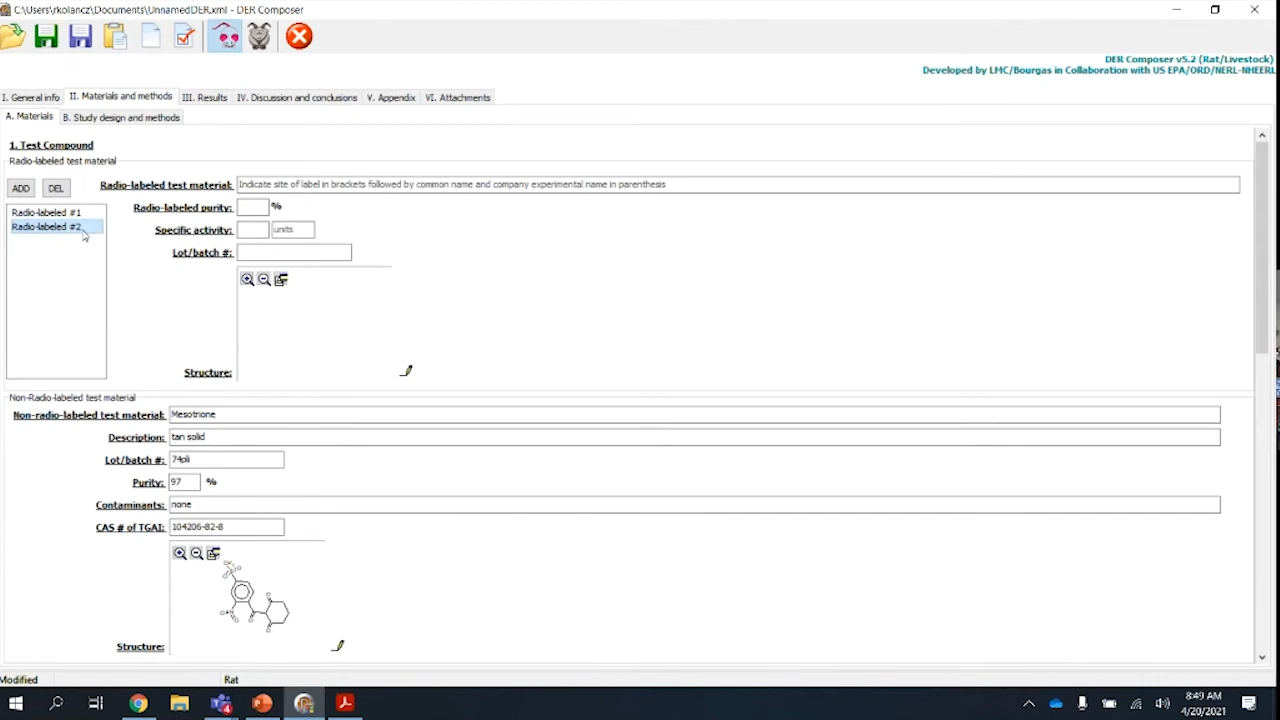 C:\Users\rkolancz\Documents\UnnamedDER.xml - DER Composer
DER Composer v5.2 (Rat/Livestock)
Developed by LMC/Bourgas in Collaboration with US EPA/ORD/NERL-NHEERL
I. General info II. Materials and methods III. Results IV. Discussion and conclusions V. Appendix VI. Attachments
A. Materials B. Study design and methods
1. Test Compound
Radio-labeled test material
ADD DEL Radio-labeled test material: Indicate site of label in brackets followed by common name and company experimental name in parenthesis
Radio-labeled #1 Radio-labeled purity: %
Radio-labeled #2 Specific activity: units
Lot/batch #:
Structure:
Non-Radio-labeled test material
Non-radio-labeled test material: Mesotrione
Description: tan solid
Lot/batch #: 74pli
Purity: 97 %
Contaminants: none
CAS # of TGAI: 104206-82-8
Structure:
Modified Rat
8:49 AM
4/20/2021